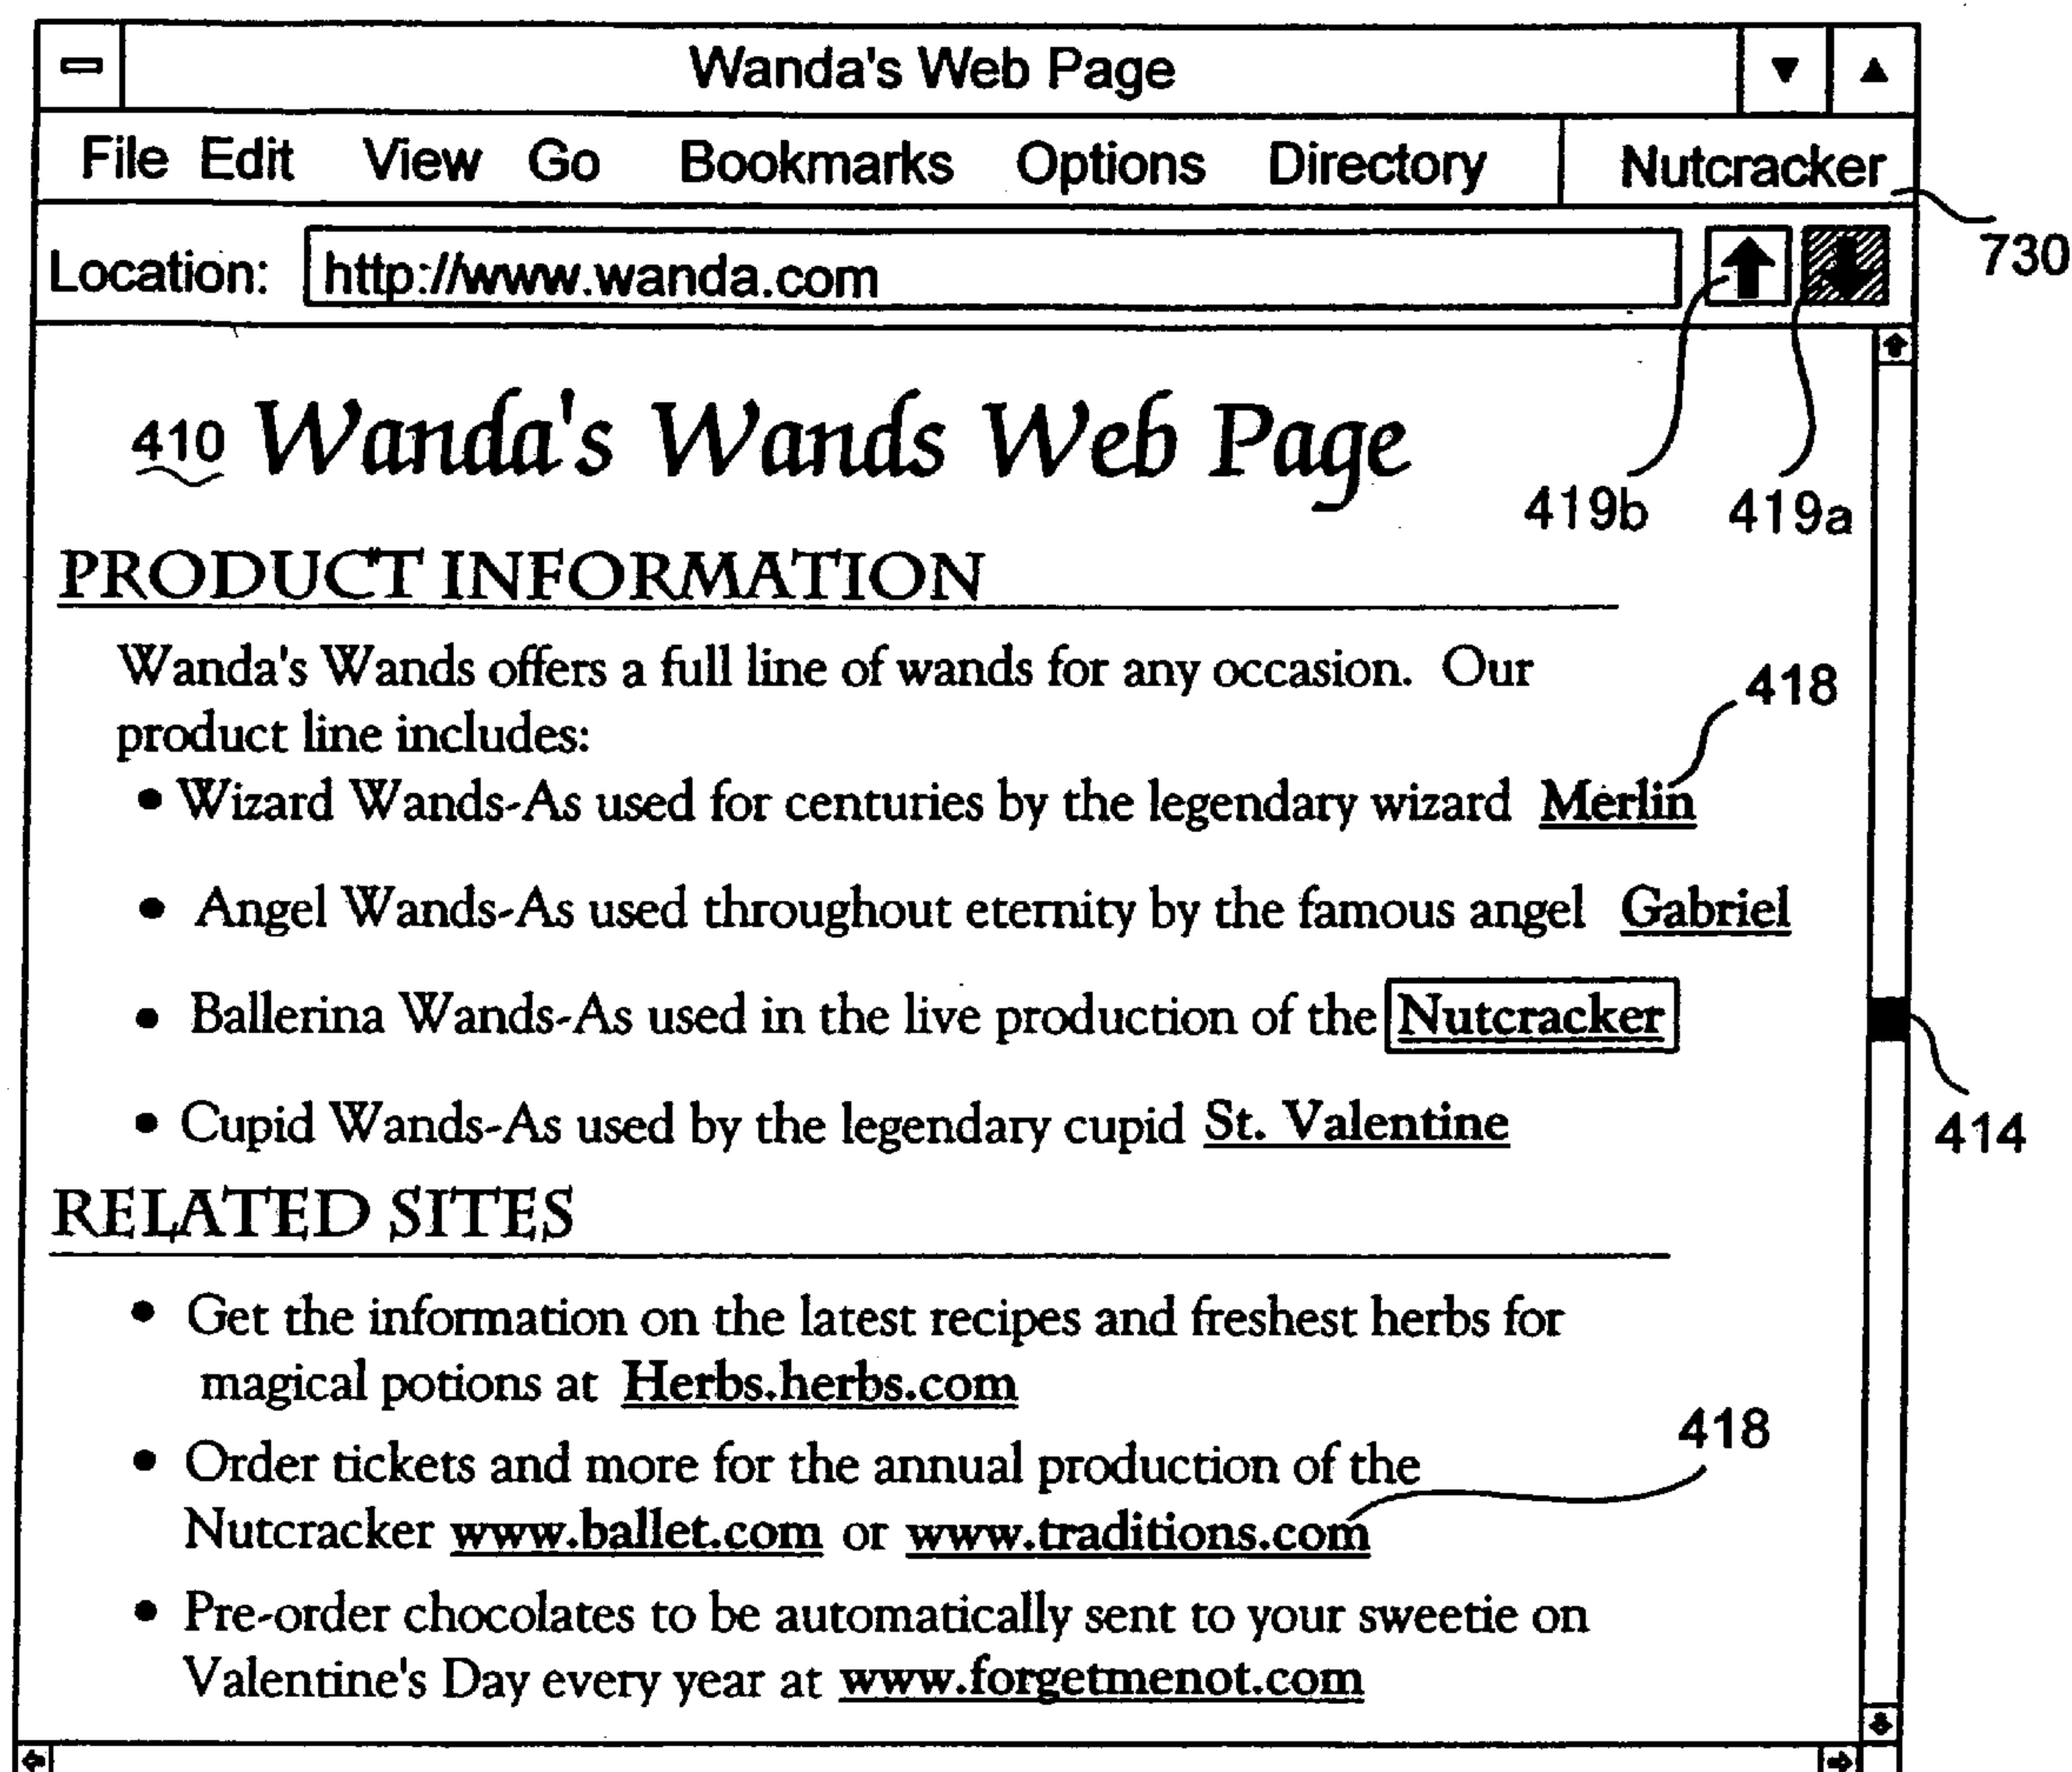 Wanda's Web Page
File Edit View Go Bookmarks Options Directory Nutcracker
730
Location: http://www.wanda.com
410 Wanda's Wands Web Page
419b 419a
PRODUCT INFORMATION
Wanda's Wands offers a full line of wands for any occasion. Our
418
product line includes:
• Wizard Wands-As used for centuries by the legendary wizard Merlin
• Angel Wands-As used throughout eternity by the famous angel Gabriel
• Ballerina Wands-As used in the live production of the Nutcracker
• Cupid Wands-As used by the legendary cupid St. Valentine
414
RELATED SITES
• Get the information on the latest recipes and freshest herbs for
magical potions at Herbs.herbs.com
418
• Order tickets and more for the annual production of the
Nutcracker www.ballet.com or www.traditions.com
• Pre-order chocolates to be automatically sent to your sweetie on
Valentine's Day every year at www.forgetmenot.com